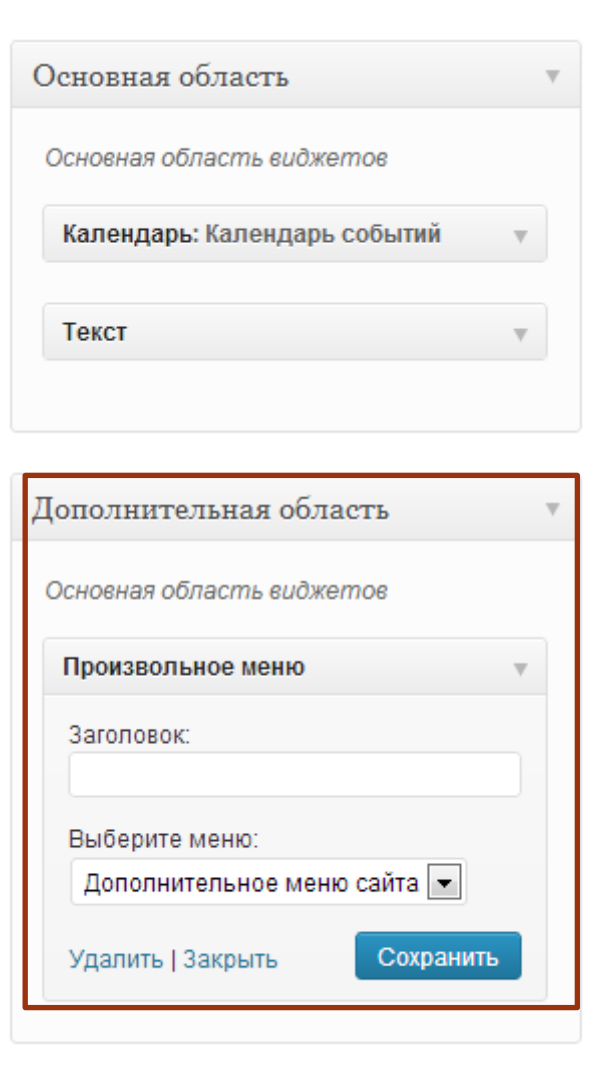 Основная область
Основная область виджетов
Календарь: Календарь событий
Текст
Дополнительная область
Основная область виджетов
Произвольное меню
Заголовок:
Выберите меню:
Дополнительное меню сайта
Удалить | Закрыть
Сохранить